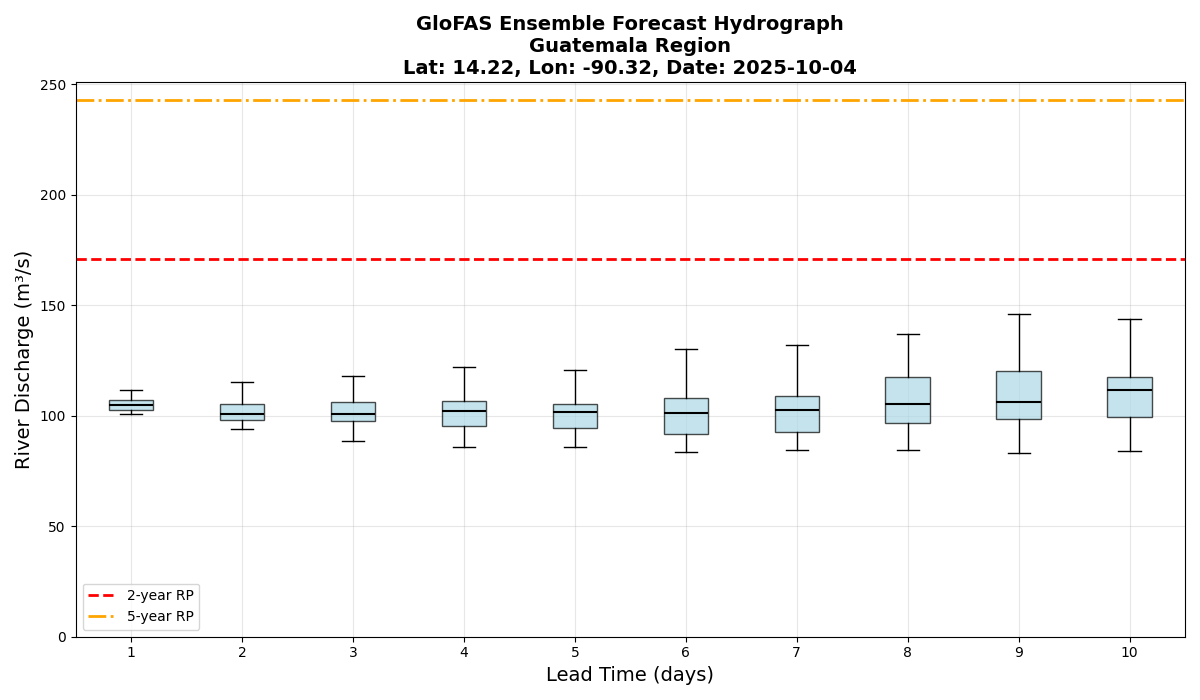 GloFAS Ensemble Forecast Hydrograph
Guatemala Region
Lat: 14.22, Lon: -90.32, Date: 2025-10-04
River Discharge (m³/s)
250
200
150
100
50
0
2-year RP
5-year RP
1 2 3 4 5 6 7 8 9 10
Lead Time (days)